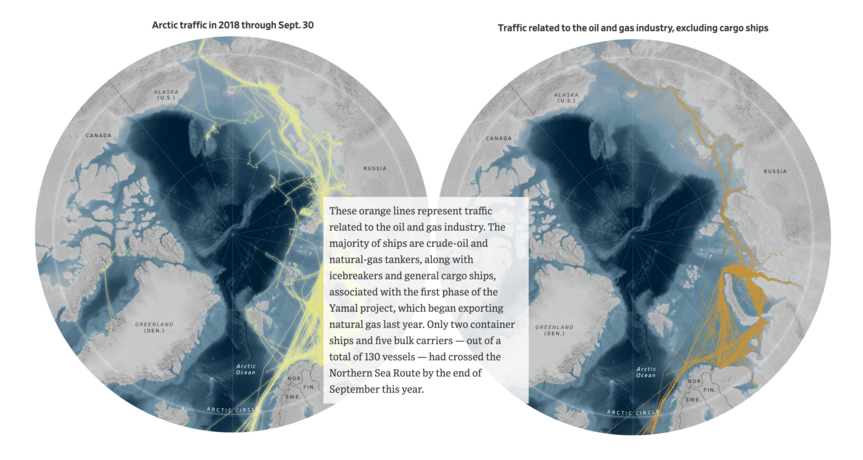 Arctic traffic in 2018 through Sept. 30
Traffic related to the oil and gas industry, excluding cargo ships
ALASKA
(U.S.)
CANADA
RUSSIA
GREENLAND
(DEN.)
Arctic
Ocean
NOR.
FIN.
SWE.
ARCTIC CIRCLE
These orange lines represent traffic
related to the oil and gas industry. The
majority of ships are crude-oil and
natural-gas tankers, along with
icebreakers and general cargo ships,
associated with the first phase of the
Yamal project, which began exporting
natural gas last year. Only two container
ships and five bulk carriers — out of a
total of 130 vessels — had crossed the
Northern Sea Route by the end of
September this year.
ALASKA
(U.S.)
CANADA
RUSSIA
GREENLAND
(DEN.)
Arctic
Ocean
NOR.
FIN.
SWE.
ARCTIC CIRCLE